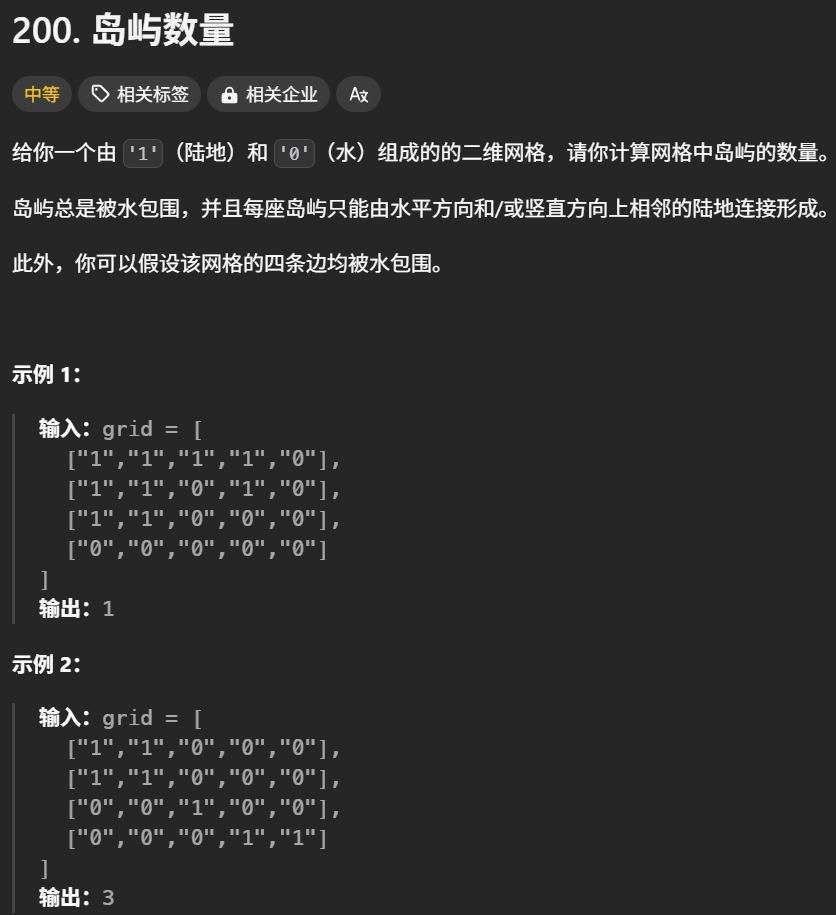 200. 岛屿数量
中等 相关标签 相关企业 A文
给你一个由 '1'（陆地）和 '0'（水）组成的的二维网格，请你计算网格中岛屿的数量。
岛屿总是被水包围，并且每座岛屿只能由水平方向和/或竖直方向上相邻的陆地连接形成。
此外，你可以假设该网格的四条边均被水包围。
示例 1：
输入：grid = [
["1","1","1","1","0"],
["1","1","0","1","0"],
["1","1","0","0","0"],
["0","0","0","0","0"]
]
输出：1
示例 2：
输入：grid = [
["1","1","0","0","0"],
["1","1","0","0","0"],
["0","0","1","0","0"],
["0","0","0","1","1"]
]
输出：3